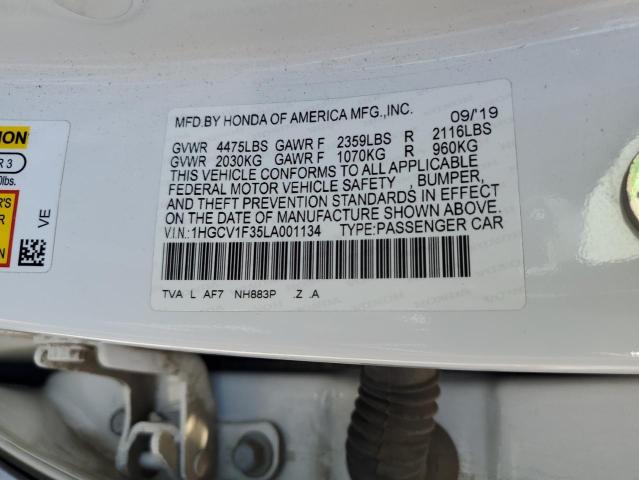 MFD.BY HONDA OF AMERICA MFG.,INC. 09/'19
GVWR 4475LBS GAWR F 2359LBS R 2116LBS
GVWR 2030KG GAWR F 1070KG R 960KG
THIS VEHICLE CONFORMS TO ALL APPLICABLE
FEDERAL MOTOR VEHICLE SAFETY , BUMPER,
AND THEFT PREVENTION STANDARDS IN EFFECT
ON THE DATE OF MANUFACTURE SHOWN ABOVE.
V.I.N.:1HGCV1F35LA001134 TYPE:PASSENGER CAR
TVA L AF7 NH883P .Z .A
R 3
lbs.
VE